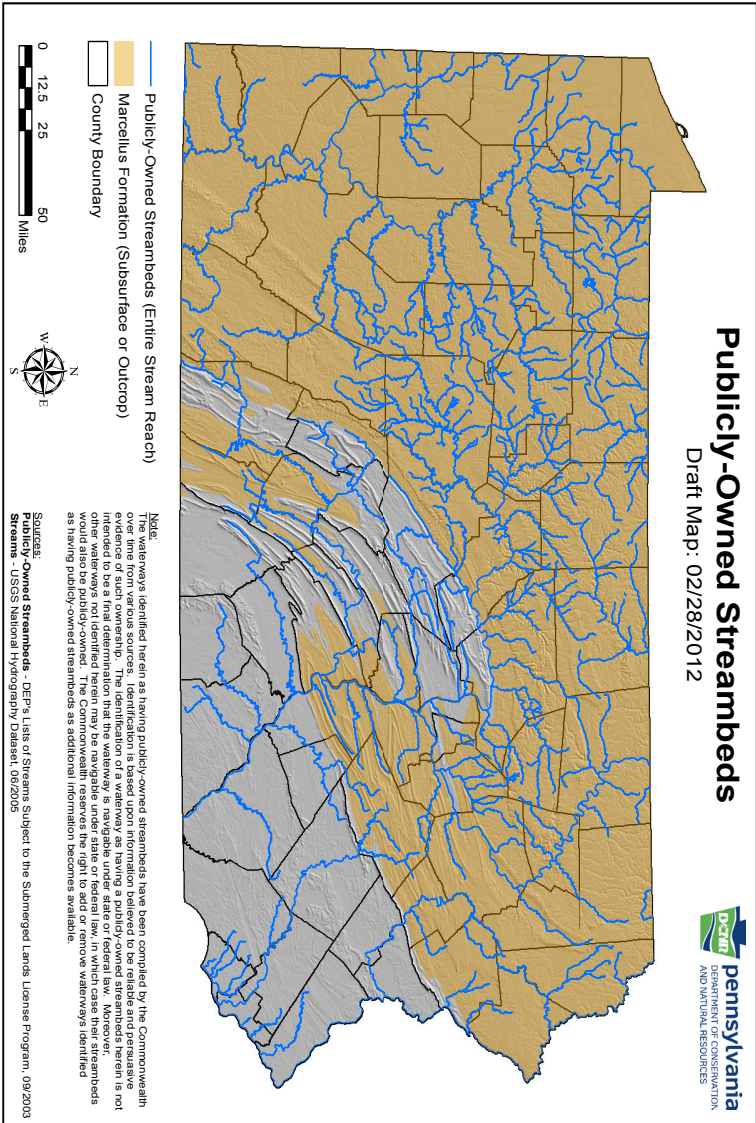 Publicly-Owned Streambeds
Draft Map: 02/28/2012
DCNR
pennsylvania
DEPARTMENT OF CONSERVATION
AND NATURAL RESOURCES
Publicly-Owned Streambeds (Entire Stream Reach)
Marcellus Formation (Subsurface or Outcrop)
County Boundary
0 12.5 25 50
Miles
N
W E
S
Note:
The waterways identified herein as having publicly-owned streambeds have been compiled by the Commonwealth
over time from various sources. Identification is based upon information believed to be reliable and persuasive
evidence of such ownership. The identification of a waterway as having a publicly-owned streambeds herein is not
intended to be a final determination that the waterway is navigable under state or federal law. Moreover,
other waterways not identified herein may be navigable under state or federal law, in which case their streambeds
would also be publicly-owned. The Commonwealth reserves the right to add or remove waterways identified
as having publicly-owned streambeds as additional information becomes available.
Sources:
Publicly-Owned Streambeds - DEP's Lists of Streams Subject to the Submerged Lands License Program, 09/2003
Streams - USGS National Hydrography Dataset, 06/2005